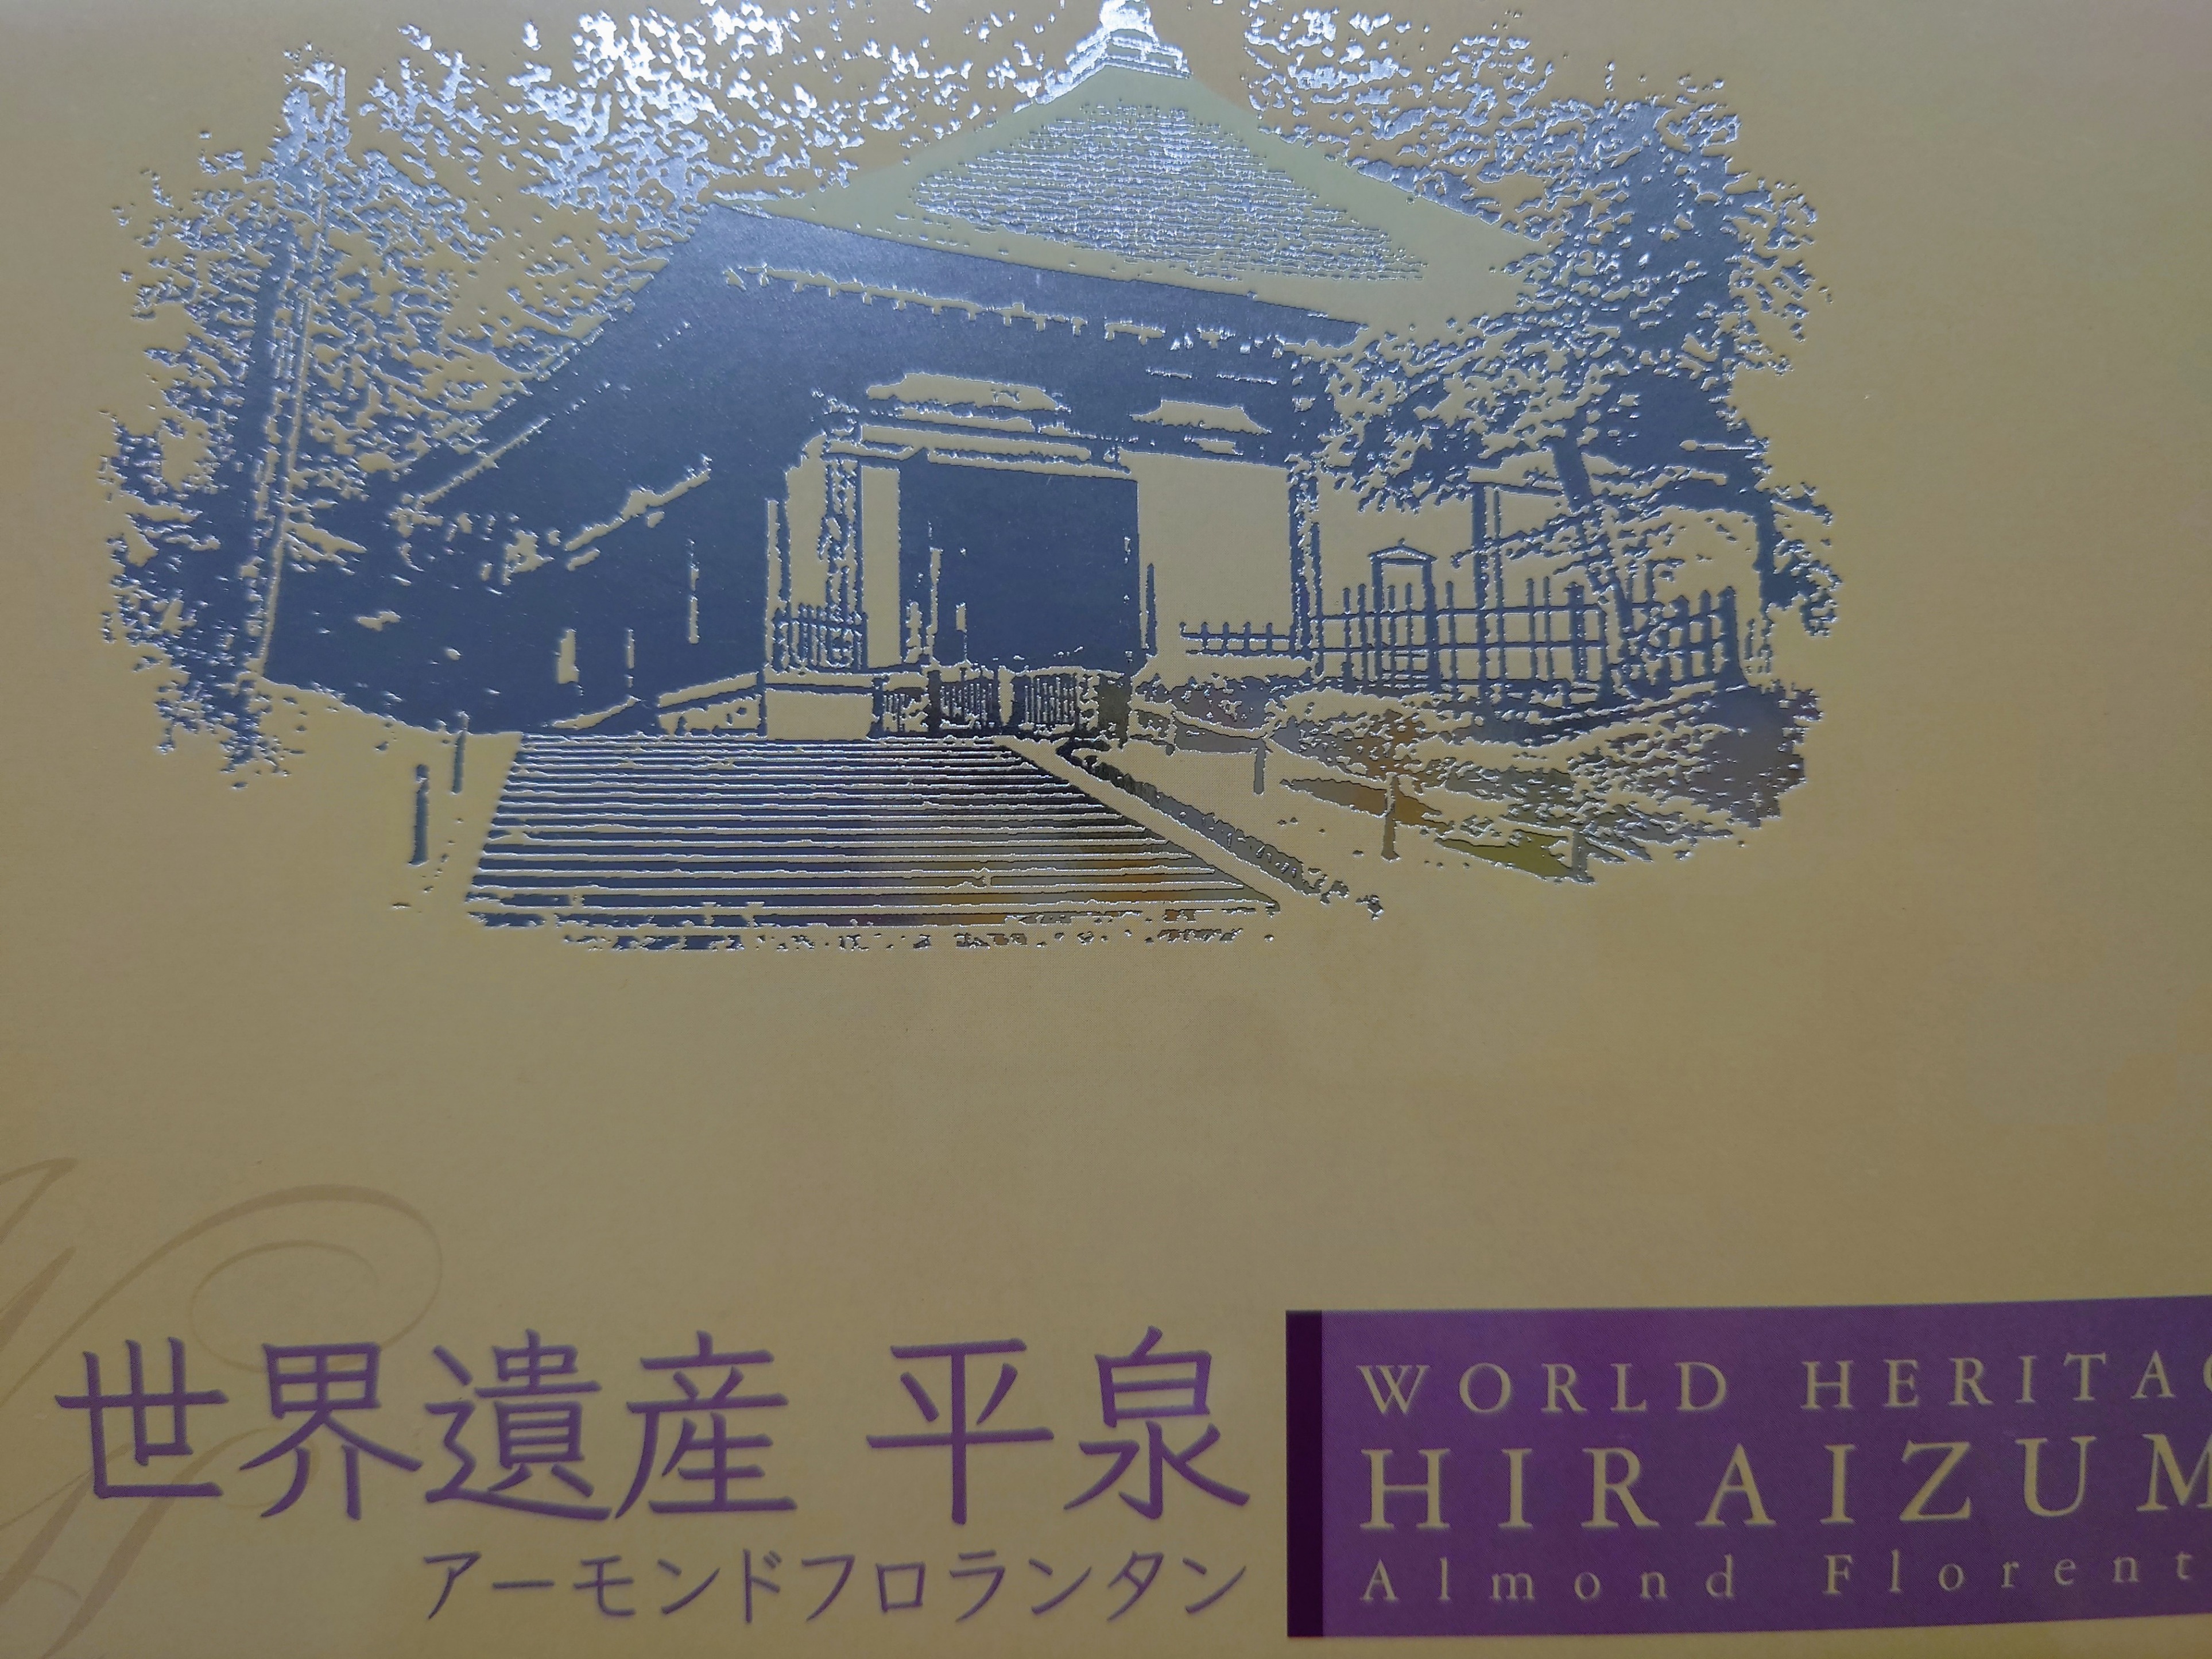 世界遺産 平泉
アーモンドフロランタン
WORLD HERITAG
HIRAIZUM
Almond Florent